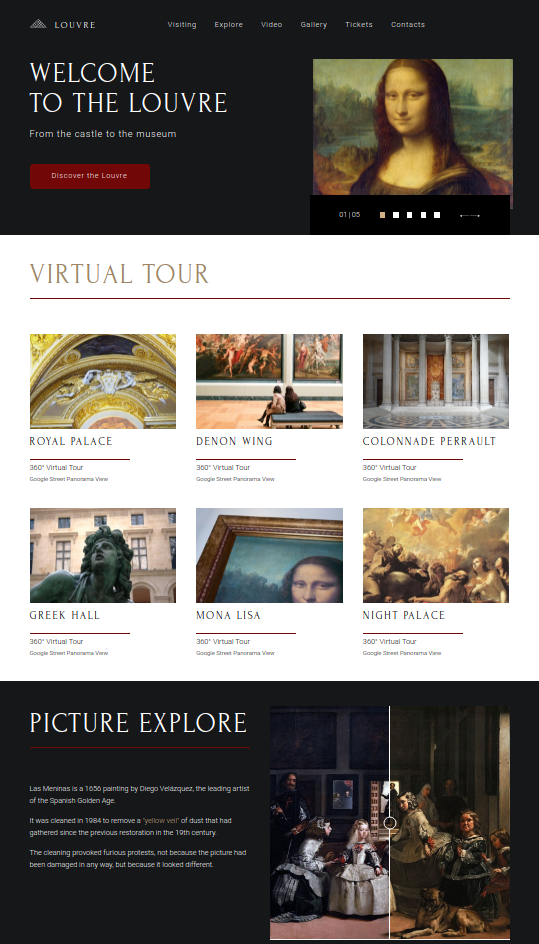 LOUVRE
Visiting Explore Video Gallery Tickets Contacts
WELCOME
TO THE LOUVRE
From the castle to the museum
Discover the Louvre
01 | 05
VIRTUAL TOUR
ROYAL PALACE
360° Virtual Tour
Google Street Panorama View
DENON WING
360° Virtual Tour
Google Street Panorama View
COLONNADE PERRAULT
360° Virtual Tour
Google Street Panorama View
GREEK HALL
360° Virtual Tour
Google Street Panorama View
MONA LISA
360° Virtual Tour
Google Street Panorama View
NIGHT PALACE
360° Virtual Tour
Google Street Panorama View
PICTURE EXPLORE
Las Meninas is a 1656 painting by Diego Velázquez, the leading artist
of the Spanish Golden Age.
It was cleaned in 1984 to remove a "yellow veil" of dust that had
gathered since the previous restoration in the 19th century.
The cleaning provoked furious protests, not because the picture had
been damaged in any way, but because it looked different.